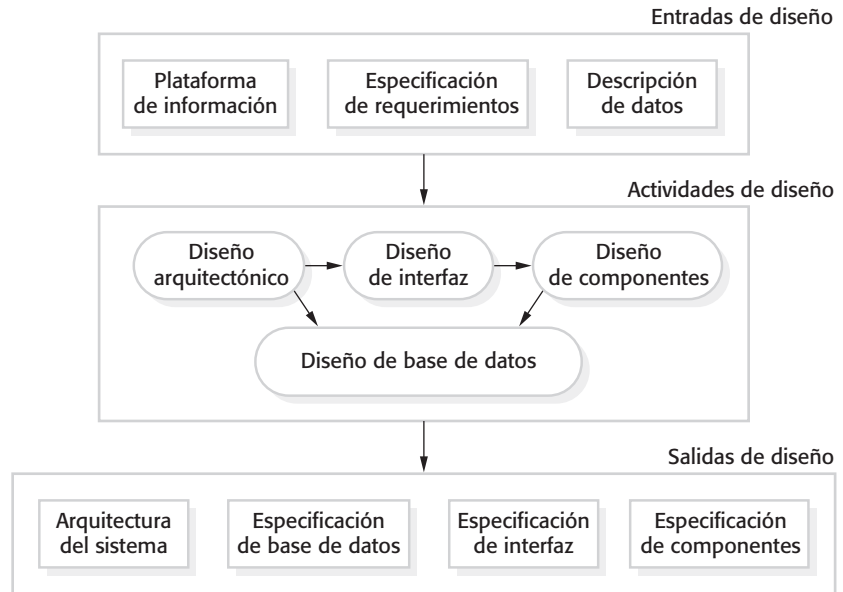 Entradas de diseño
Plataforma
de información
Especificación
de requerimientos
Descripción
de datos
Actividades de diseño
Diseño
arquitectónico
Diseño
de interfaz
Diseño
de componentes
Diseño de base de datos
Salidas de diseño
Arquitectura
del sistema
Especificación
de base de datos
Especificación
de interfaz
Especificación
de componentes